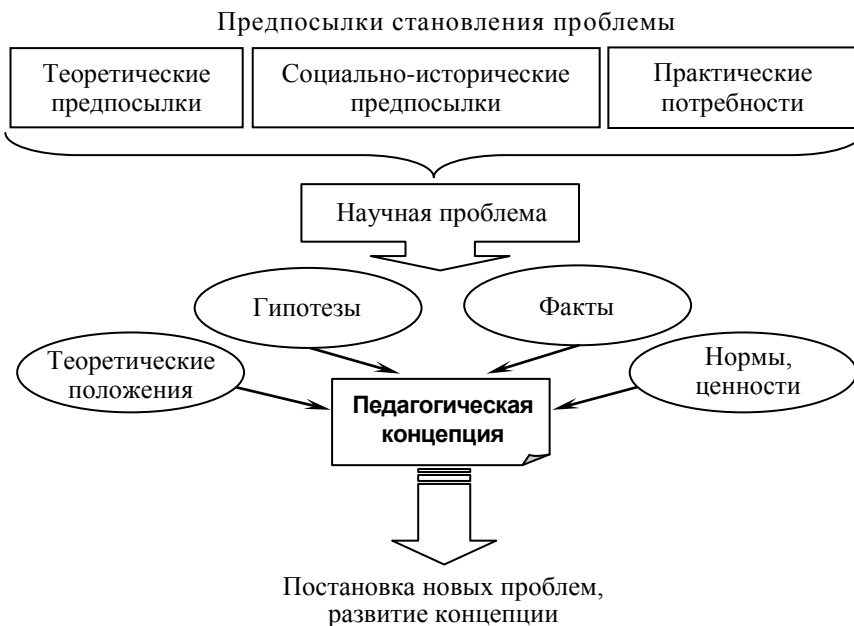 Предпосылки становления проблемы
Теоретические
предпосылки
Социально-исторические
предпосылки
Практические
потребности
Научная проблема
Гипотезы
Факты
Теоретические
положения
Нормы,
ценности
Педагогическая
концепция
Постановка новых проблем,
развитие концепции